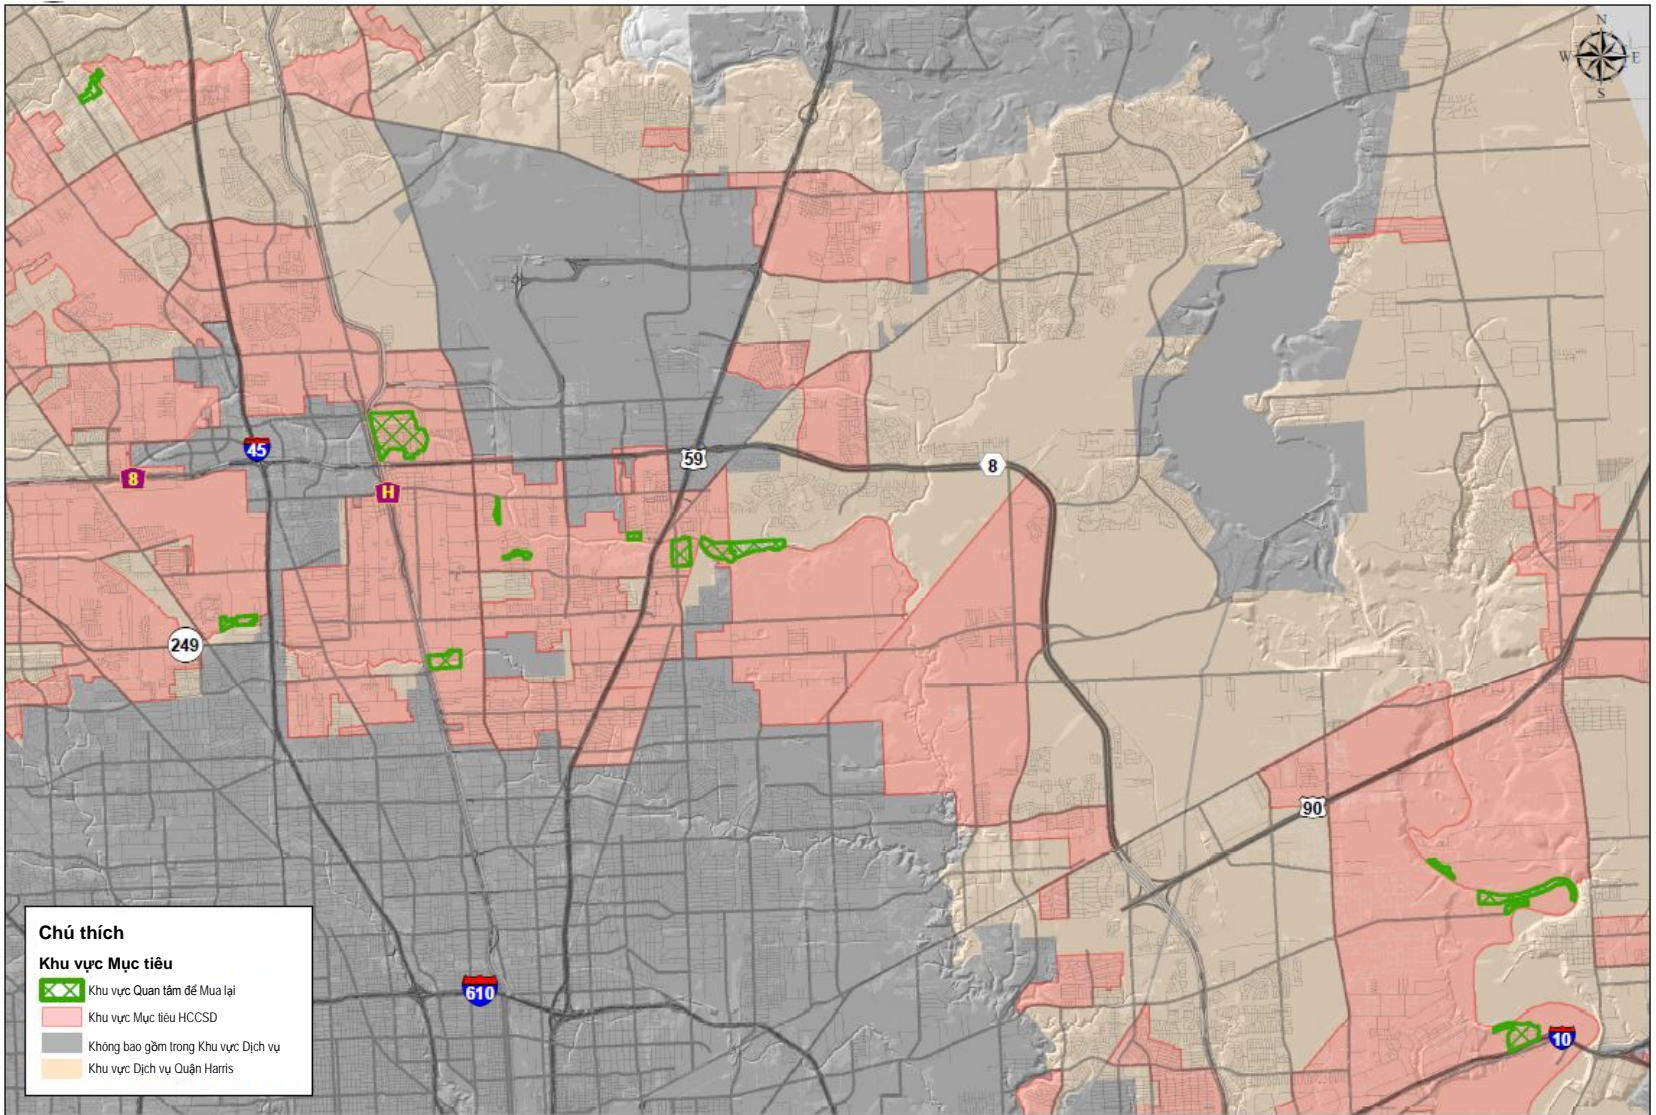 N
W E
S
45
8
59
8
H
249
90
610
10
Chú thích
Khu vực Mục tiêu
Khu vực Quan tâm để Mua lại
Khu vực Mục tiêu HCCSD
Không bao gồm trong Khu vực Dịch vụ
Khu vực Dịch vụ Quận Harris